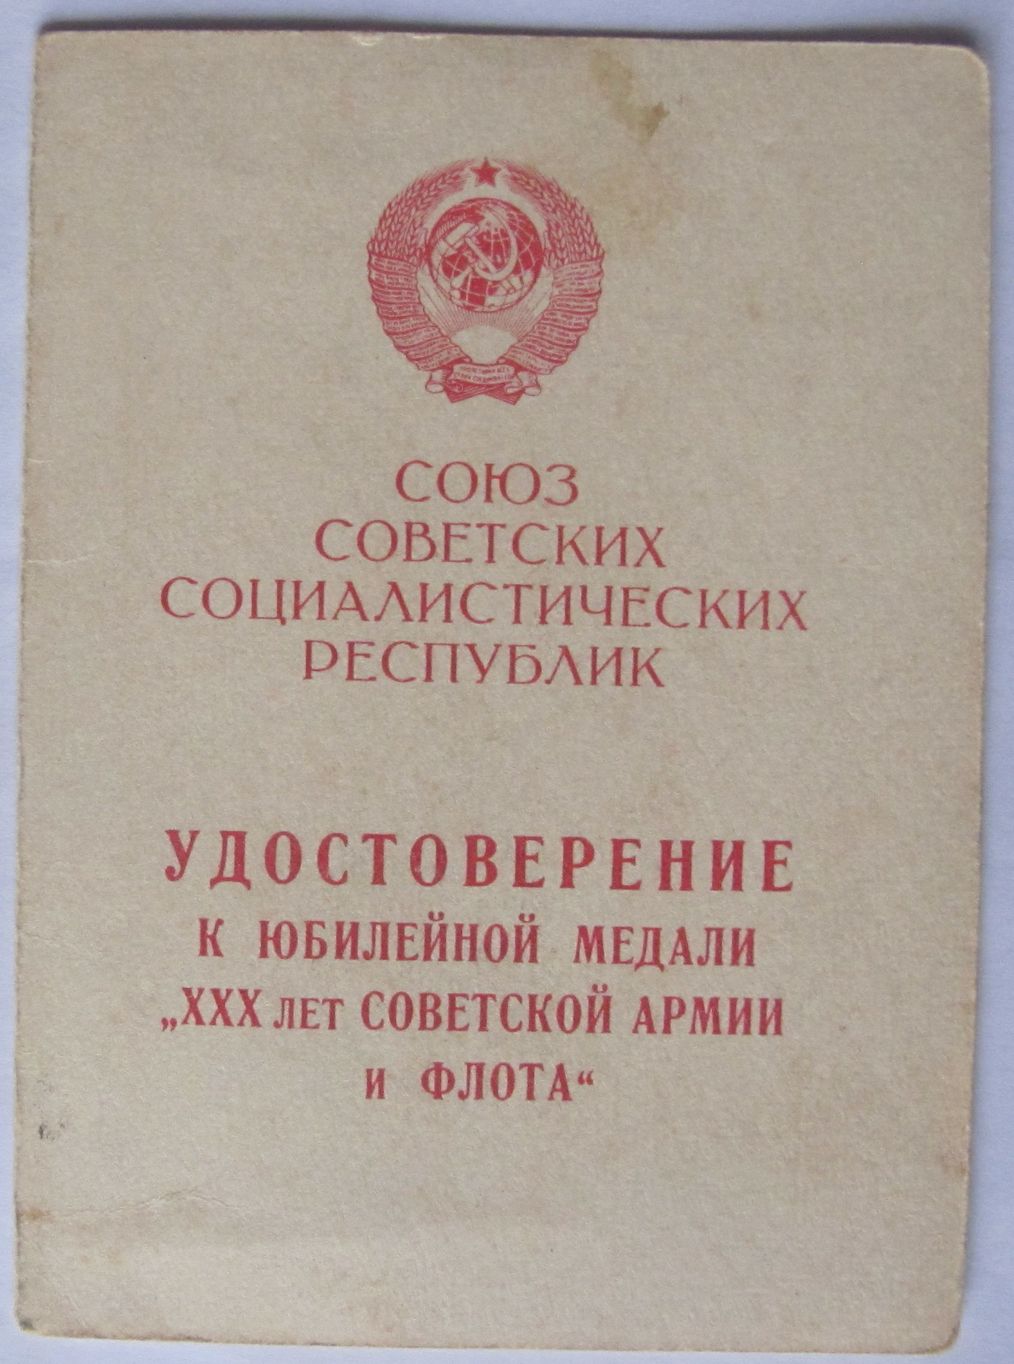 СОЮЗ
СОВЕТСКИХ
СОЦИАЛИСТИЧЕСКИХ
РЕСПУБЛИК
УДОСТОВЕРЕНИЕ
К ЮБИЛЕЙНОЙ МЕДАЛИ
„XXX ЛЕТ СОВЕТСКОЙ АРМИИ
И ФЛОТА“